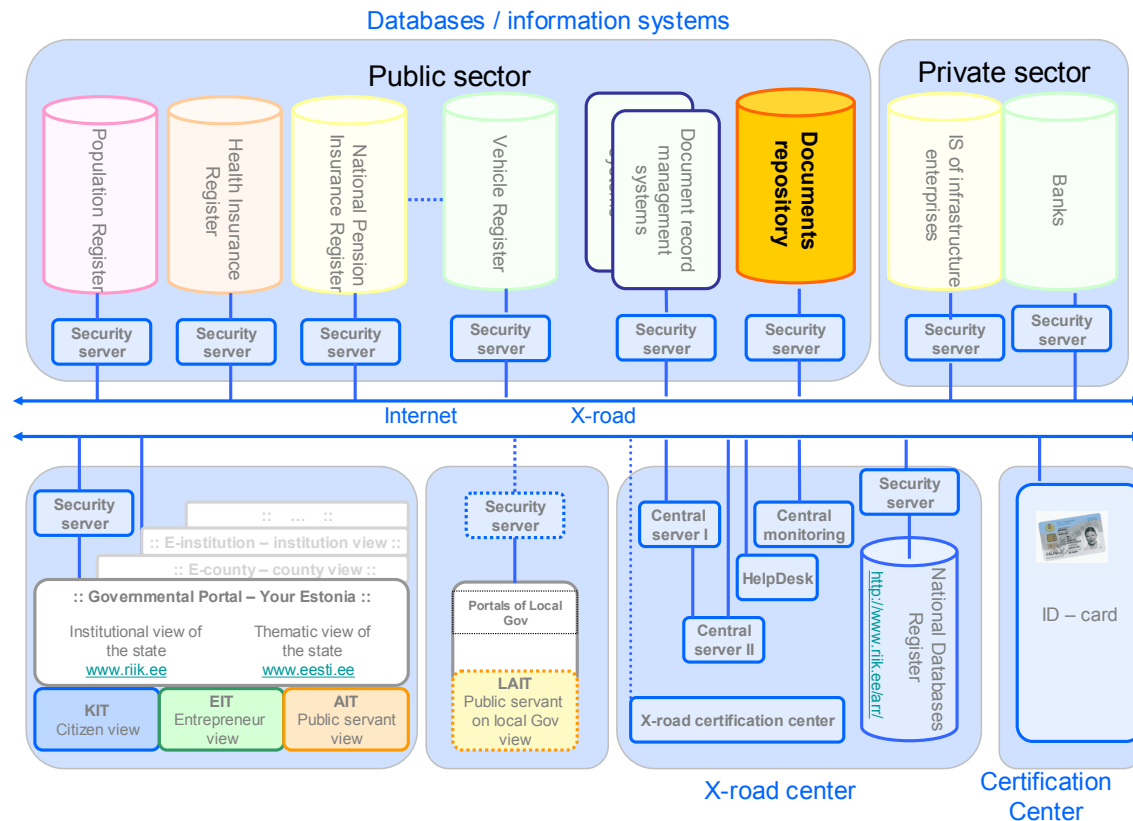 Databases / information systems
Public sector
Private sector
Population Register
Health Insurance
Register
National Pension
Insurance Register
Vehicle Register
systems
Document record
management
systems
Documents
repository
IS of infrastructure
enterprises
Banks
Security
server
Security
server
Security
server
Security
server
Security
server
Security
server
Security
server
Security
server
Internet
X-road
Security
server
:: ... ::
:: E-institution – institution view ::
:: E-county – county view ::
:: Governmental Portal – Your Estonia ::
Institutional view of
the state
www.riik.ee
Thematic view of
the state
www.eesti.ee
KIT
Citizen view
EIT
Entrepreneur
view
AIT
Public servant
view
Security
server
Portals of Local
Gov
LAIT
Public servant
on local Gov
view
Central
server I
Central
server II
HelpDesk
Central
monitoring
Security
server
National Databases
Register
http://www.riik.ee/arr/
X-road certification center
X-road center
ID – card
Certification
Center